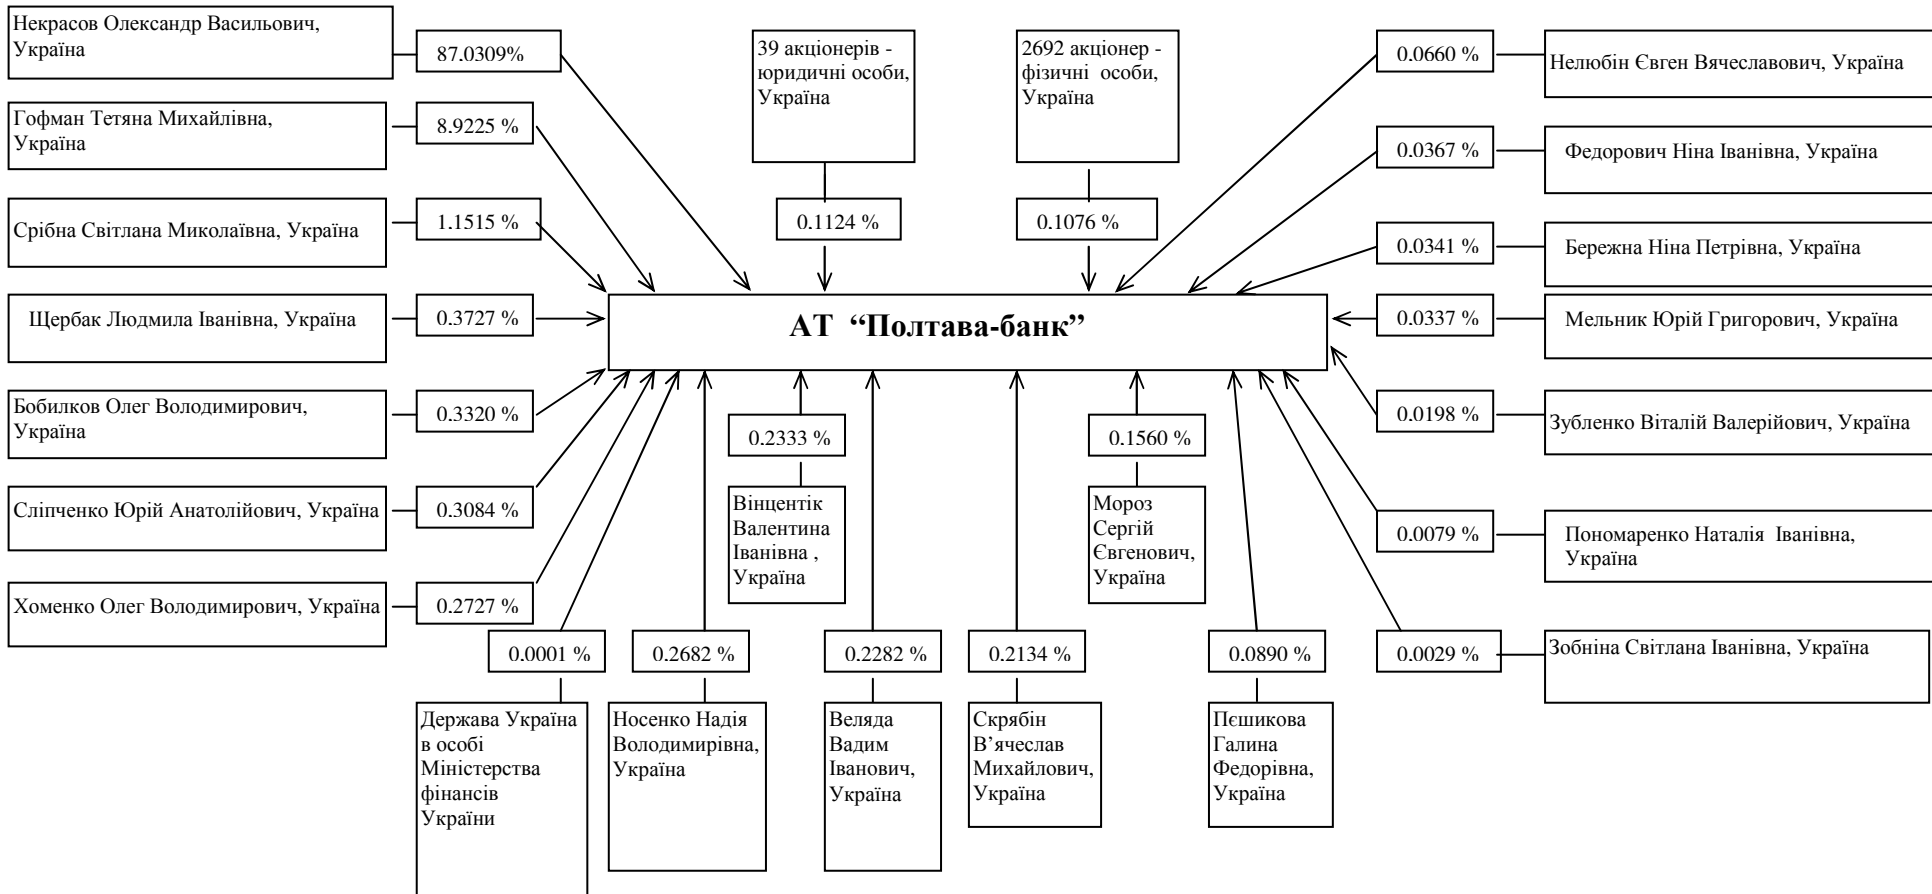 Некрасов Олександр Васильович,
Україна
87.0309%
39 акціонерів -
юридичні особи,
Україна
2692 акціонер -
фізичні особи,
Україна
0.0660 %
Нелюбін Євген Вячеславович, Україна
Гофман Тетяна Михайлівна,
Україна
8.9225 %
0.0367 %
Федорович Ніна Іванівна, Україна
Срібна Світлана Миколаївна, Україна
1.1515 %
0.1124 %
0.1076 %
0.0341 %
Бережна Ніна Петрівна, Україна
Щербак Людмила Іванівна, Україна
0.3727 %
АТ “Полтава-банк”
0.0337 %
Мельник Юрій Григорович, Україна
Бобилков Олег Володимирович,
Україна
0.3320 %
0.2333 %
0.1560 %
0.0198 %
Зубленко Віталій Валерійович, Україна
Сліпченко Юрій Анатолійович, Україна
0.3084 %
Вінцентік
Валентина
Іванівна ,
Україна
Мороз
Сергій
Євгенович,
Україна
0.0079 %
Пономаренко Наталія Іванівна,
Україна
Хоменко Олег Володимирович, Україна
0.2727 %
0.0001 %
0.2682 %
0.2282 %
0.2134 %
0.0890 %
0.0029 %
Зобніна Світлана Іванівна, Україна
Держава Україна
в особі
Міністерства
фінансів
України
Носенко Надія
Володимирівна,
Україна
Веляда
Вадим
Іванович,
Україна
Скрябін
В’ячеслав
Михайлович,
Україна
Пєшикова
Галина
Федорівна,
Україна